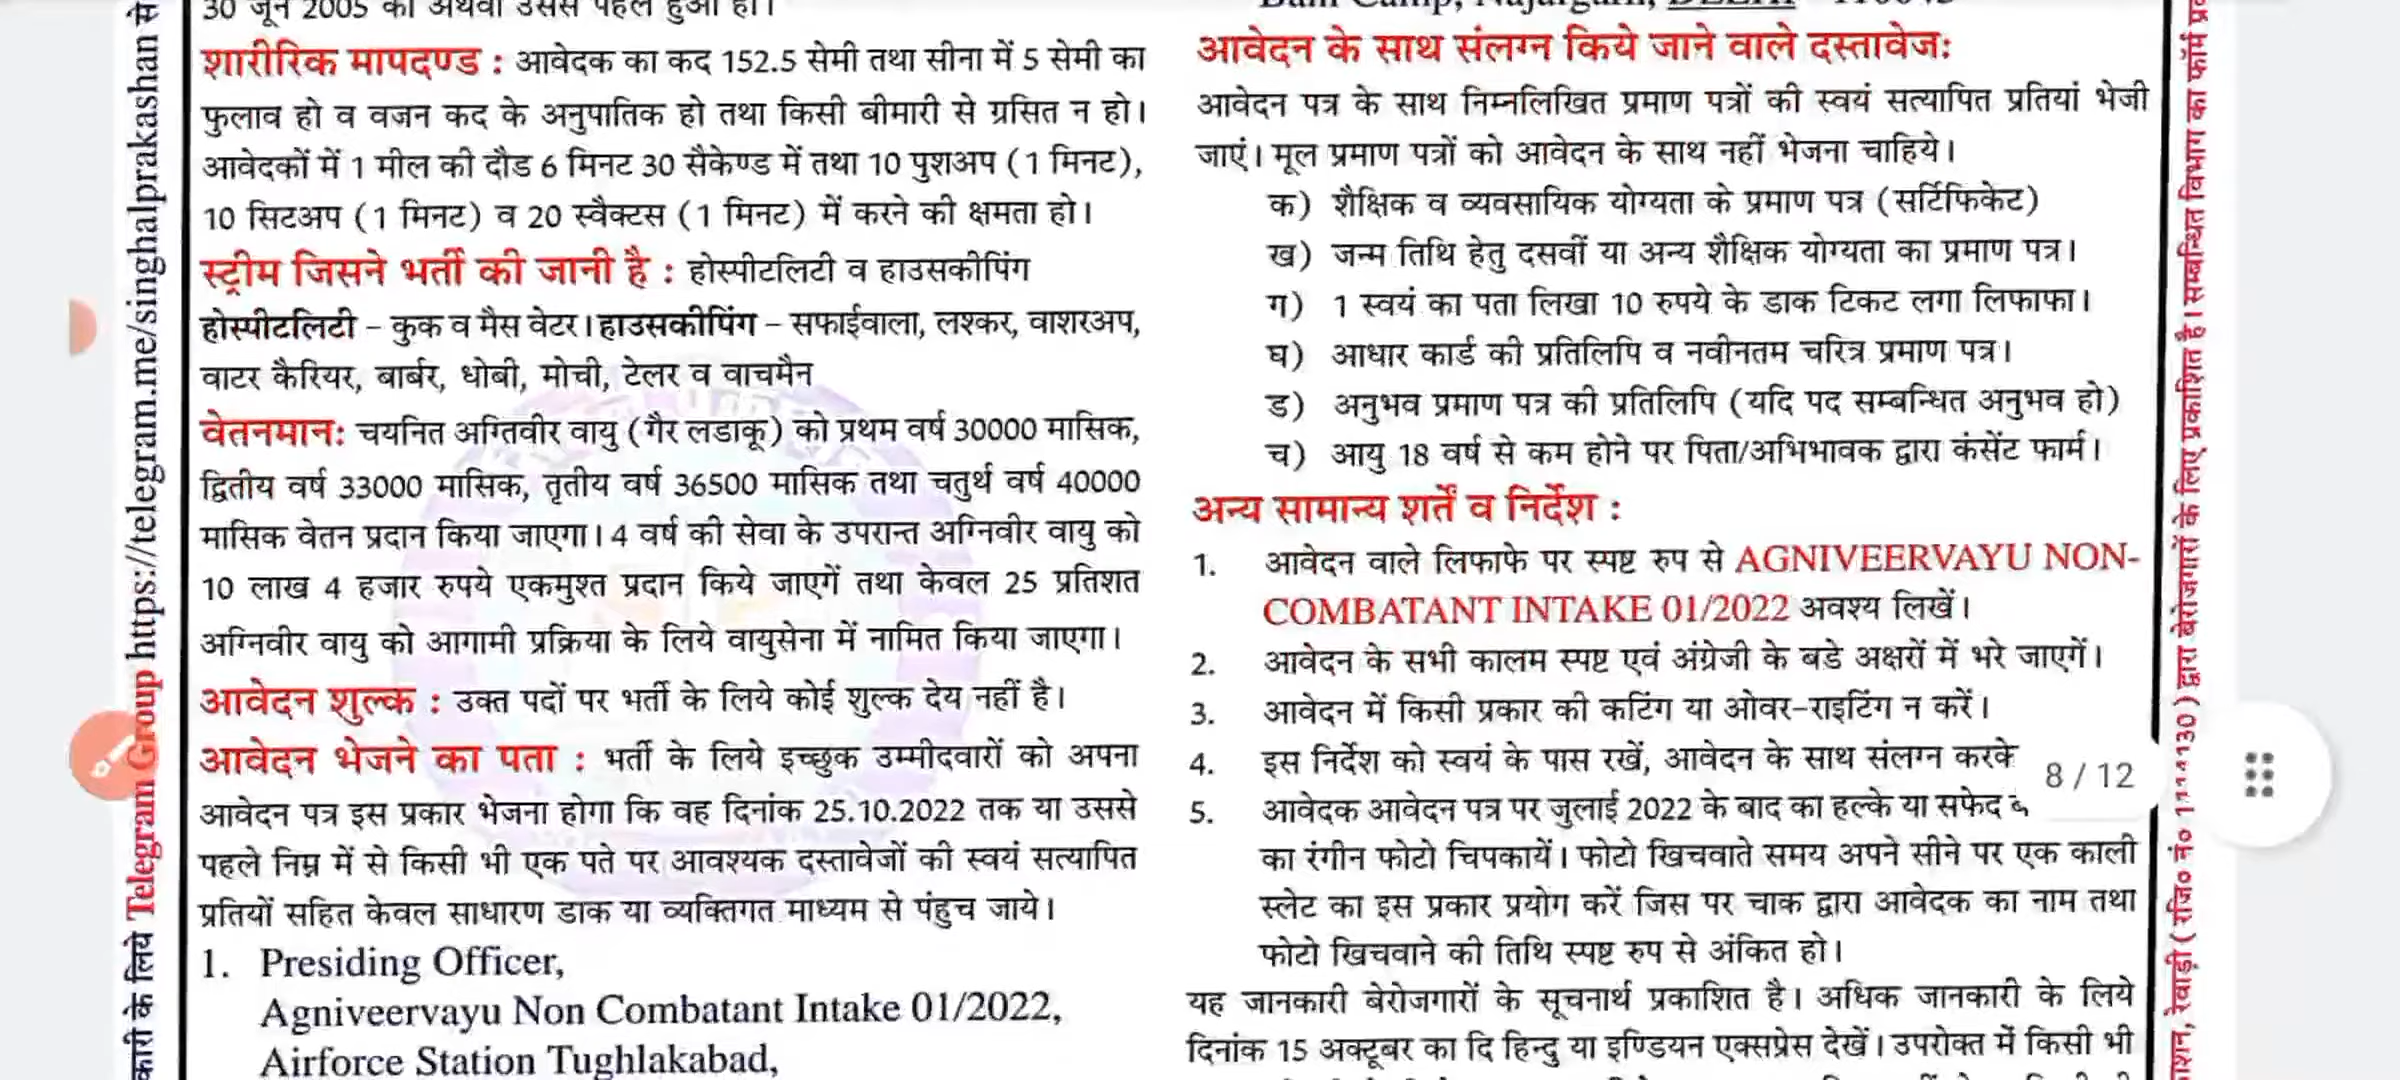 30 जून 2005 को अथवा उससे पहले हुआ हो।
शारीरिक मापदण्ड : आवेदक का कद 152.5 सेमी तथा सीना में 5 सेमी का
फुलाव हो व वजन कद के अनुपातिक हो तथा किसी बीमारी से ग्रसित न हो।
आवेदकों में 1 मील की दौड 6 मिनट 30 सैकेण्ड में तथा 10 पुशअप (1 मिनट),
10 सिटअप (1 मिनट) व 20 स्वैक्टस (1 मिनट) में करने की क्षमता हो।
स्ट्रीम जिसने भर्ती की जानी है : होस्पीटलिटी व हाउसकीपिंग
होस्पीटलिटी – कुक व मैस वेटर। हाउसकीपिंग – सफाईवाला, लश्कर, वाशरअप,
वाटर कैरियर, बार्बर, धोबी, मोची, टेलर व वाचमैन
वेतनमान: चयनित अग्तिवीर वायु (गैर लडाकू) को प्रथम वर्ष 30000 मासिक,
द्वितीय वर्ष 33000 मासिक, तृतीय वर्ष 36500 मासिक तथा चतुर्थ वर्ष 40000
मासिक वेतन प्रदान किया जाएगा। 4 वर्ष की सेवा के उपरान्त अग्निवीर वायु को
10 लाख 4 हजार रुपये एकमुश्त प्रदान किये जाएगें तथा केवल 25 प्रतिशत
अग्निवीर वायु को आगामी प्रक्रिया के लिये वायुसेना में नामित किया जाएगा।
आवेदन शुल्क : उक्त पदों पर भर्ती के लिये कोई शुल्क देय नहीं है।
आवेदन भेजने का पता : भर्ती के लिये इच्छुक उम्मीदवारों को अपना
आवेदन पत्र इस प्रकार भेजना होगा कि वह दिनांक 25.10.2022 तक या उससे
पहले निम्न में से किसी भी एक पते पर आवश्यक दस्तावेजों की स्वयं सत्यापित
प्रतियों सहित केवल साधारण डाक या व्यक्तिगत माध्यम से पंहुच जाये।
1. Presiding Officer,
Agniveervayu Non Combatant Intake 01/2022,
Airforce Station Tughlakabad,
Camp, Najafgarh, DELHI
आवेदन के साथ संलग्न किये जाने वाले दस्तावेज:
आवेदन पत्र के साथ निम्नलिखित प्रमाण पत्रों की स्वयं सत्यापित प्रतियां भेजी
जाएं। मूल प्रमाण पत्रों को आवेदन के साथ नहीं भेजना चाहिये।
क) शैक्षिक व व्यवसायिक योग्यता के प्रमाण पत्र (सर्टिफिकेट)
ख) जन्म तिथि हेतु दसवीं या अन्य शैक्षिक योग्यता का प्रमाण पत्र।
ग) 1 स्वयं का पता लिखा 10 रुपये के डाक टिकट लगा लिफाफा।
घ) आधार कार्ड की प्रतिलिपि व नवीनतम चरित्र प्रमाण पत्र।
ड) अनुभव प्रमाण पत्र की प्रतिलिपि (यदि पद सम्बन्धित अनुभव हो)
च) आयु 18 वर्ष से कम होने पर पिता/अभिभावक द्वारा कंसेंट फार्म।
अन्य सामान्य शर्तें व निर्देश :
1. आवेदन वाले लिफाफे पर स्पष्ट रुप से AGNIVEERVAYU NON-
COMBATANT INTAKE 01/2022 अवश्य लिखें।
2. आवेदन के सभी कालम स्पष्ट एवं अंग्रेजी के बडे अक्षरों में भरे जाएगें।
3. आवेदन में किसी प्रकार की कटिंग या ओवर–राइटिंग न करें।
4. इस निर्देश को स्वयं के पास रखें, आवेदन के साथ संलग्न करके
5. आवेदक आवेदन पत्र पर जुलाई 2022 के बाद का हल्के या सफेद
का रंगीन फोटो चिपकायें। फोटो खिचवाते समय अपने सीने पर एक काली
स्लेट का इस प्रकार प्रयोग करें जिस पर चाक द्वारा आवेदक का नाम तथा
फोटो खिचवाने की तिथि स्पष्ट रुप से अंकित हो।
यह जानकारी बेरोजगारों के सूचनार्थ प्रकाशित है। अधिक जानकारी के लिये
दिनांक 15 अक्टूबर का दि हिन्दु या इण्डियन एक्सप्रेस देखें। उपरोक्त में किसी भी
8 / 12
कारी के लिये Telegram Group https://telegram.me/singhalprakashan से
रेवाड़ी ( रजि० नं० द्वारा बेरोजगारों के लिए प्रकाशित है। सम्बन्धित विभाग का फॉर्म